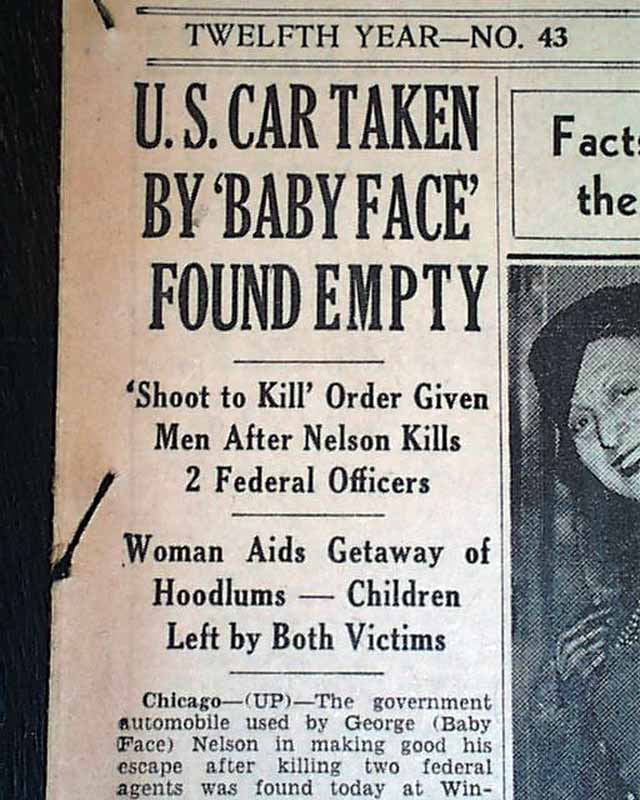 TWELFTH YEAR—NO. 43
U. S. CAR TAKEN
BY 'BABY FACE'
FOUND EMPTY
'Shoot to Kill' Order Given
Men After Nelson Kills
2 Federal Officers
Woman Aids Getaway of
Hoodlums — Children
Left by Both Victims
Chicago—(UP)—The government
automobile used by George (Baby
Face) Nelson in making good his
escape after killing two federal
agents was found today at Win-
Facts
the